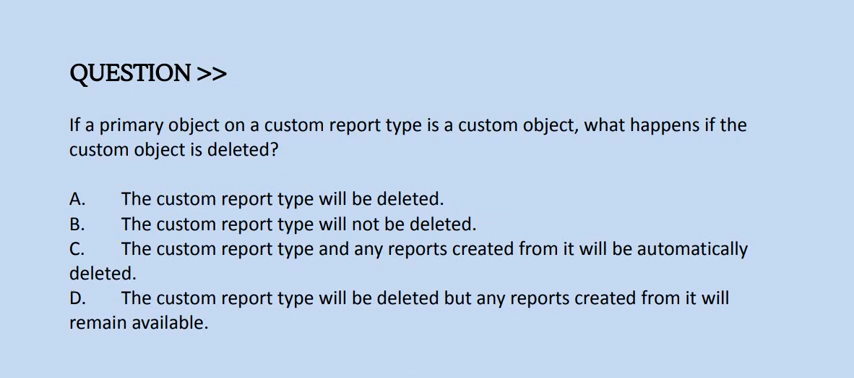 QUESTION >>
If a primary object on a custom report type is a custom object, what happens if the
custom object is deleted?
A. The custom report type will be deleted.
B. The custom report type will not be deleted.
C. The custom report type and any reports created from it will be automatically
deleted.
D. The custom report type will be deleted but any reports created from it will
remain available.